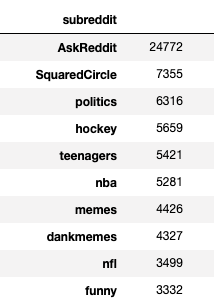 subreddit
AskReddit 24772
SquaredCircle 7355
politics 6316
hockey 5659
teenagers 5421
nba 5281
memes 4426
dankmemes 4327
nfl 3499
funny 3332